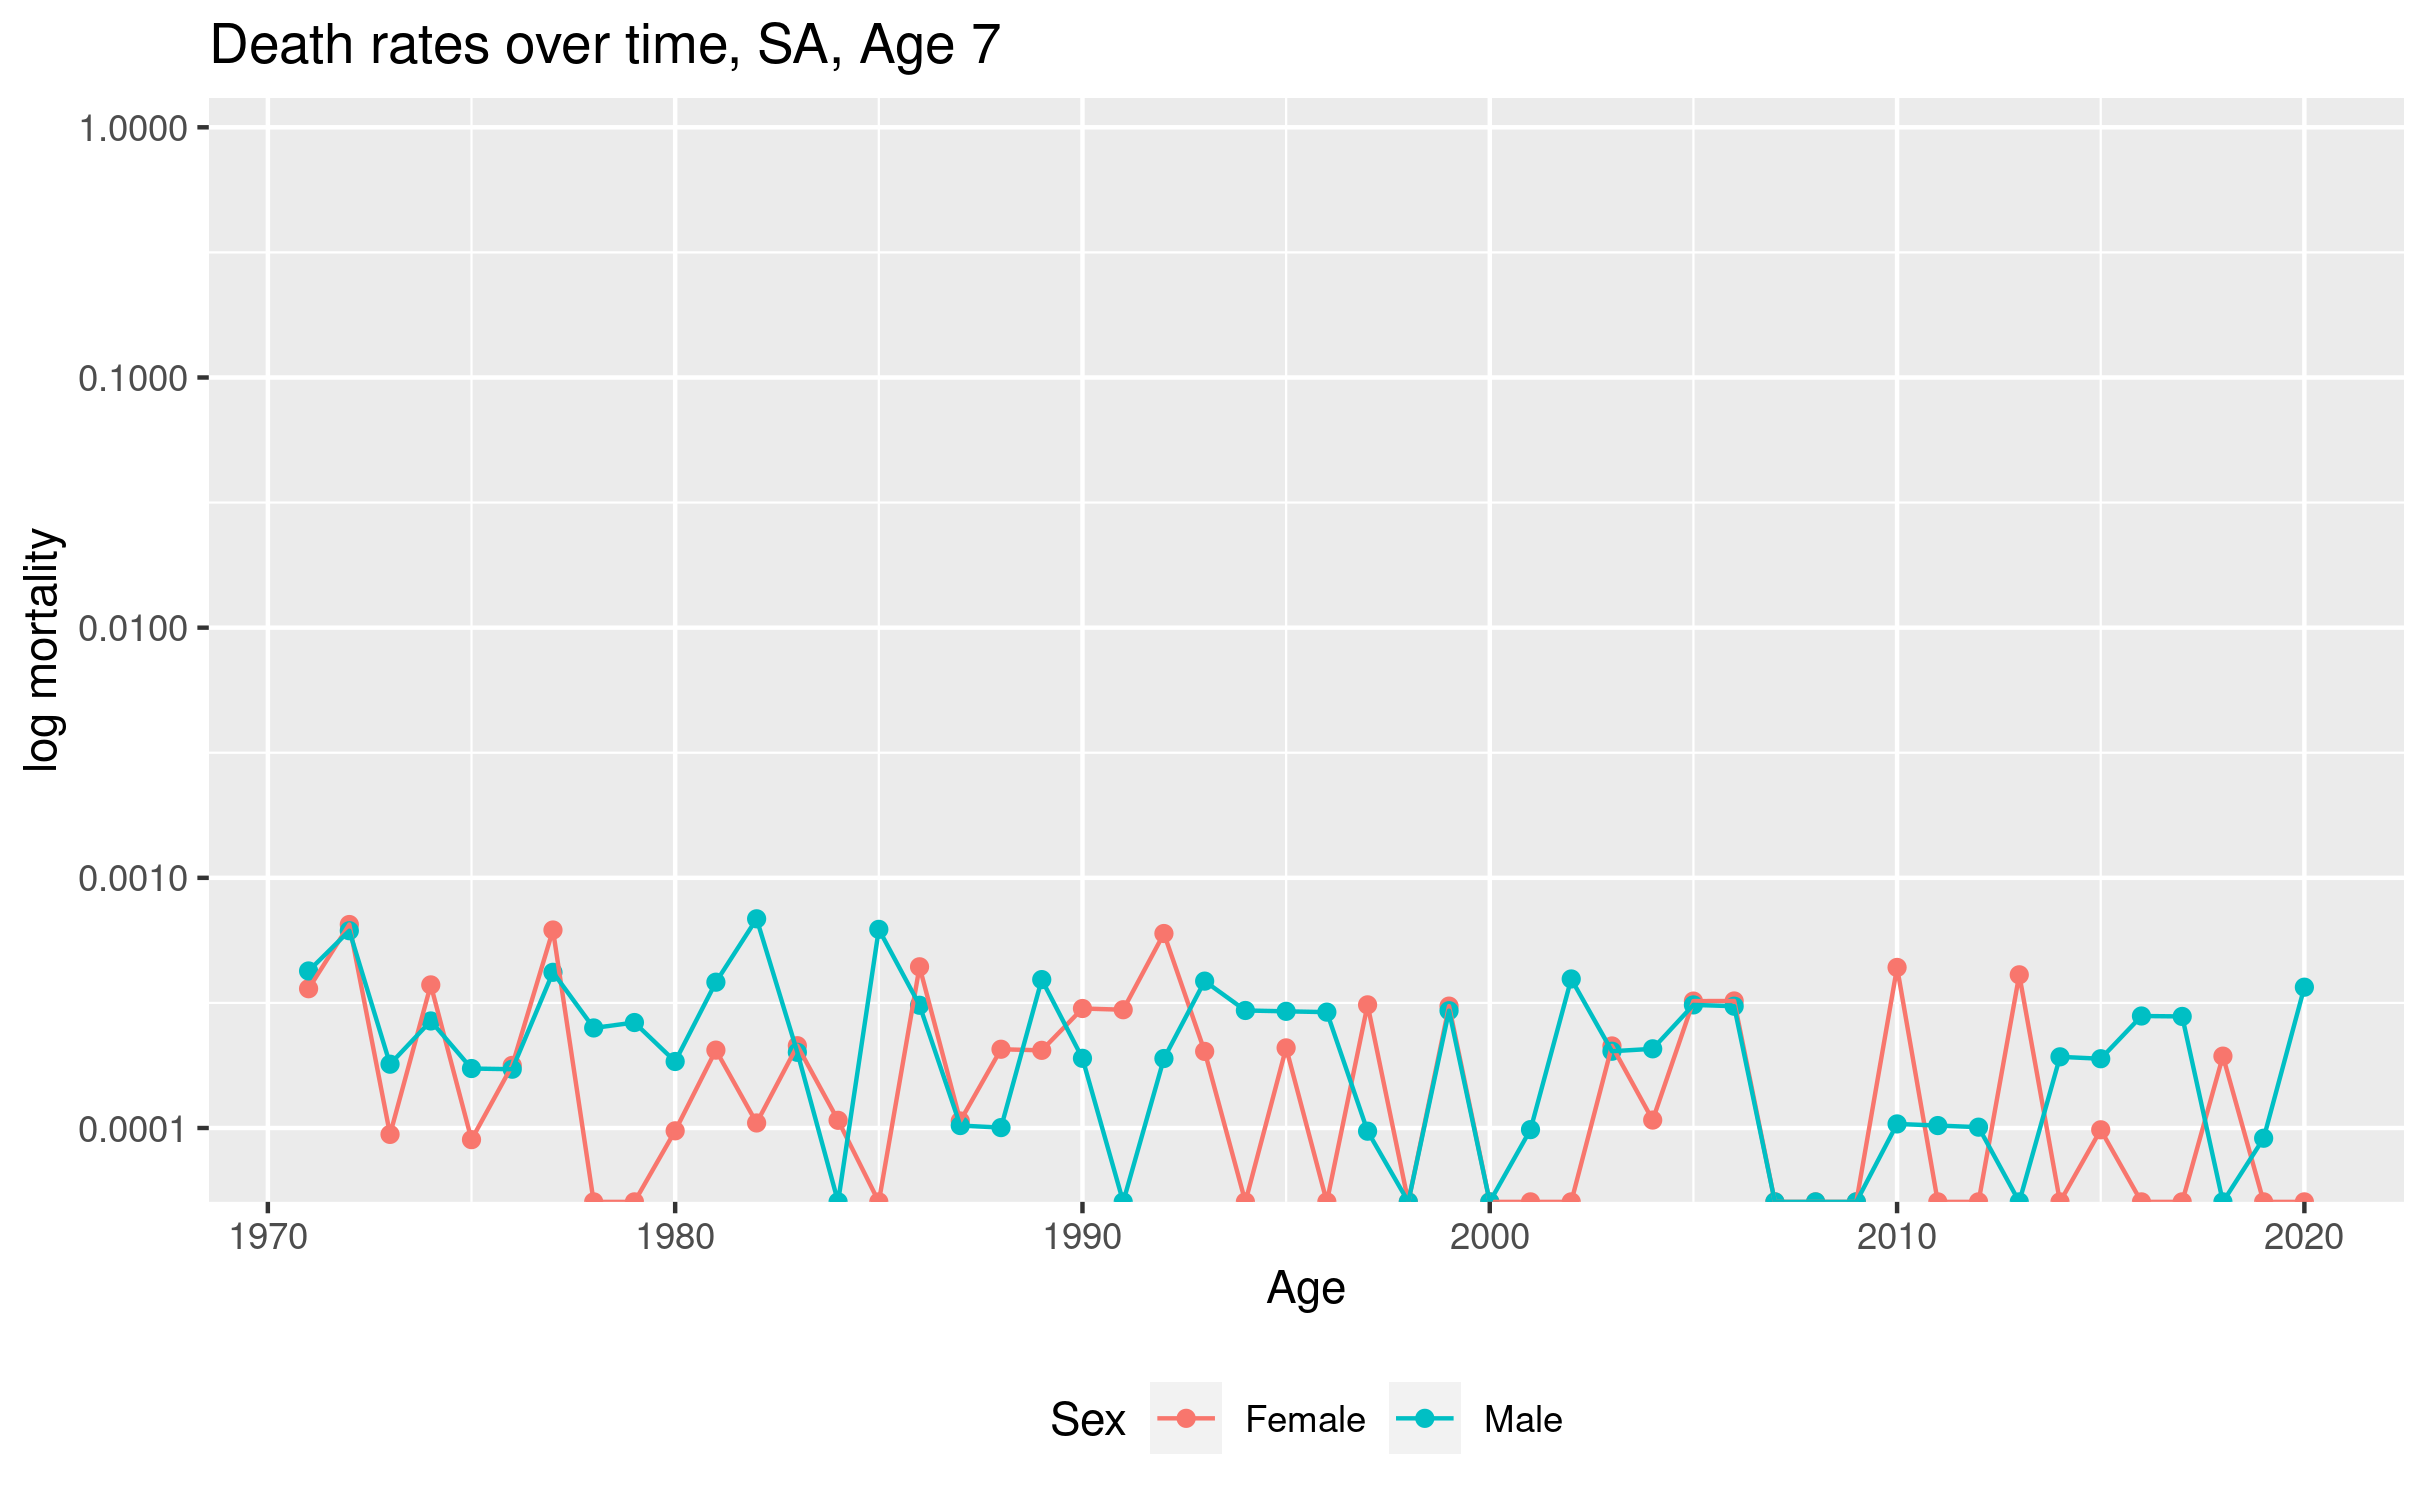 Death rates over time, SA, Age 7
log mortality
1.0000
0.1000
0.0100
0.0010
0.0001
1970 1980 1990 2000 2010 2020
Age
Sex Female Male